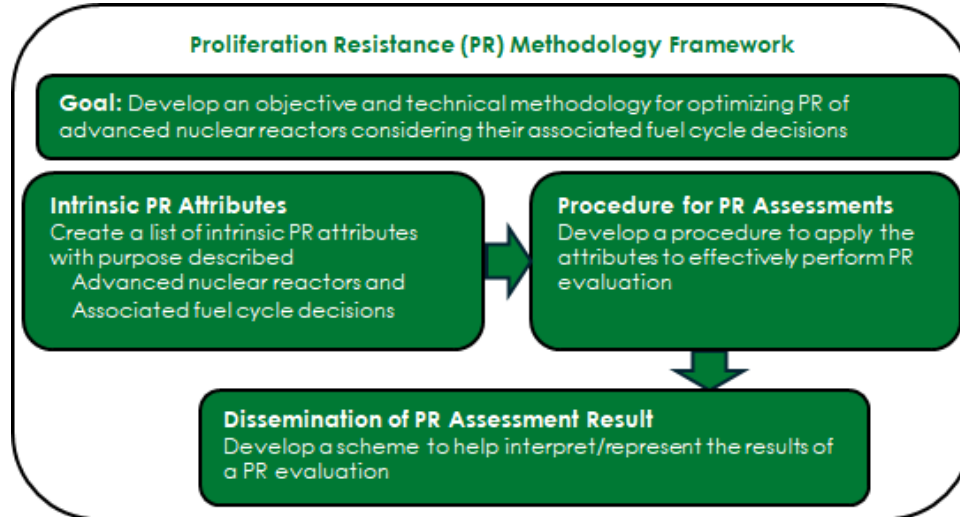 Proliferation Resistance (PR) Methodology Framework
Goal: Develop an objective and technical methodology for optimizing PR of
advanced nuclear reactors considering their associated fuel cycle decisions
Intrinsic PR Attributes
Create a list of intrinsic PR attributes
with purpose described
Advanced nuclear reactors and
Associated fuel cycle decisions
Procedure for PR Assessments
Develop a procedure to apply the
attributes to effectively perform PR
evaluation
Dissemination of PR Assessment Result
Develop a scheme to help interpret/represent the results of
a PR evaluation